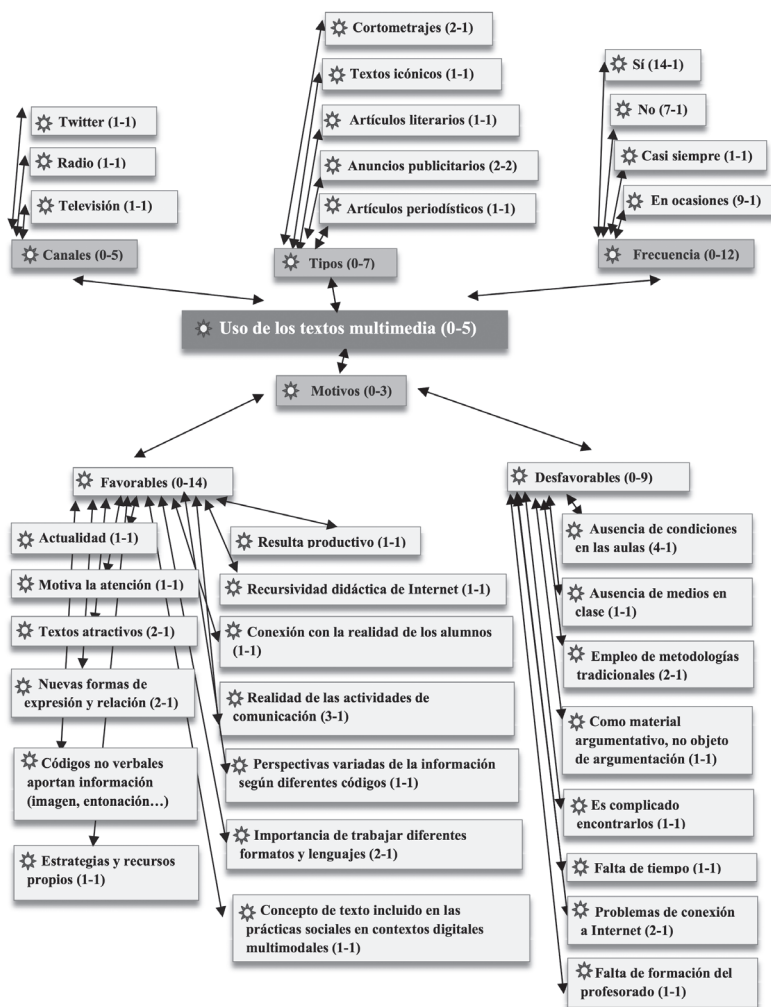 Cortometrajes (2-1)
Textos icónicos (1-1)
Artículos literarios (1-1)
Anuncios publicitarios (2-2)
Artículos periodísticos (1-1)
Tipos (0-7)
Twitter (1-1)
Radio (1-1)
Televisión (1-1)
Canales (0-5)
Sí (14-1)
No (7-1)
Casi siempre (1-1)
En ocasiones (9-1)
Frecuencia (0-12)
Uso de los textos multimedia (0-5)
Motivos (0-3)
Favorables (0-14)
Actualidad (1-1)
Motiva la atención (1-1)
Textos atractivos (2-1)
Nuevas formas de
expresión y relación (2-1)
Códigos no verbales
aportan información
(imagen, entonación…)
Estrategias y recursos
propios (1-1)
Resulta productivo (1-1)
Recursividad didáctica de Internet (1-1)
Conexión con la realidad de los alumnos
(1-1)
Realidad de las actividades de
comunicación (3-1)
Perspectivas variadas de la información
según diferentes códigos (1-1)
Importancia de trabajar diferentes
formatos y lenguajes (2-1)
Concepto de texto incluido en las
prácticas sociales en contextos digitales
multimodales (1-1)
Desfavorables (0-9)
Ausencia de condiciones
en las aulas (4-1)
Ausencia de medios en
clase (1-1)
Empleo de metodologías
tradicionales (2-1)
Como material
argumentativo, no objeto
de argumentación (1-1)
Es complicado
encontrarlos (1-1)
Falta de tiempo (1-1)
Problemas de conexión
a Internet (2-1)
Falta de formación del
profesorado (1-1)